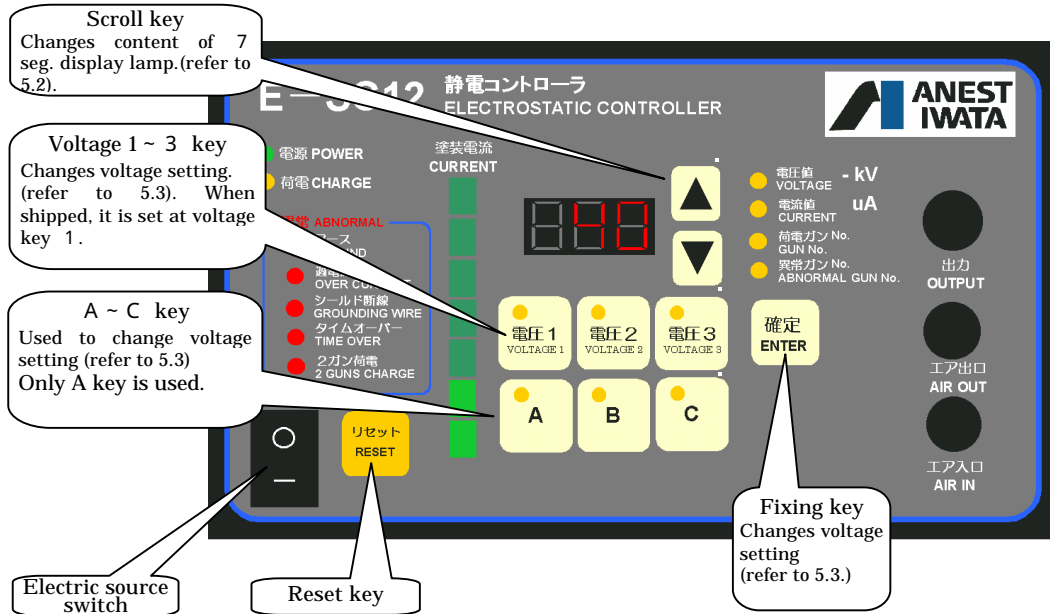 Scroll key
Changes content of 7
seg. display lamp.(refer to
5.2).
静電コントローラ
ELECTROSTATIC CONTROLLER
ANEST
IWATA
Voltage 1 ~ 3 key
Changes voltage setting.
(refer to 5.3). When
shipped, it is set at voltage
key 1.
電源 POWER
荷電 CHARGE
ABNORMAL
OVER
シールド断線
GROUNDING WIRE
タイムオーバー
TIME OVER
2ガン荷電
2 GUNS CHARGE
塗装電流
CURRENT
40
電圧値
VOLTAGE - kV
電流値
CURRENT uA
荷電ガン No.
GUN No.
異常ガン No.
ABNORMAL GUN No.
出力
OUTPUT
エア出口
AIR OUT
エア入口
AIR IN
A ~ C key
Used to change voltage
setting (refer to 5.3)
Only A key is used.
電圧1
VOLTAGE 1
電圧2
VOLTAGE 2
電圧3
VOLTAGE 3
確定
ENTER
A
B
C
リセット
RESET
Fixing key
Changes voltage
setting
(refer to 5.3.)
Electric source
switch
Reset key